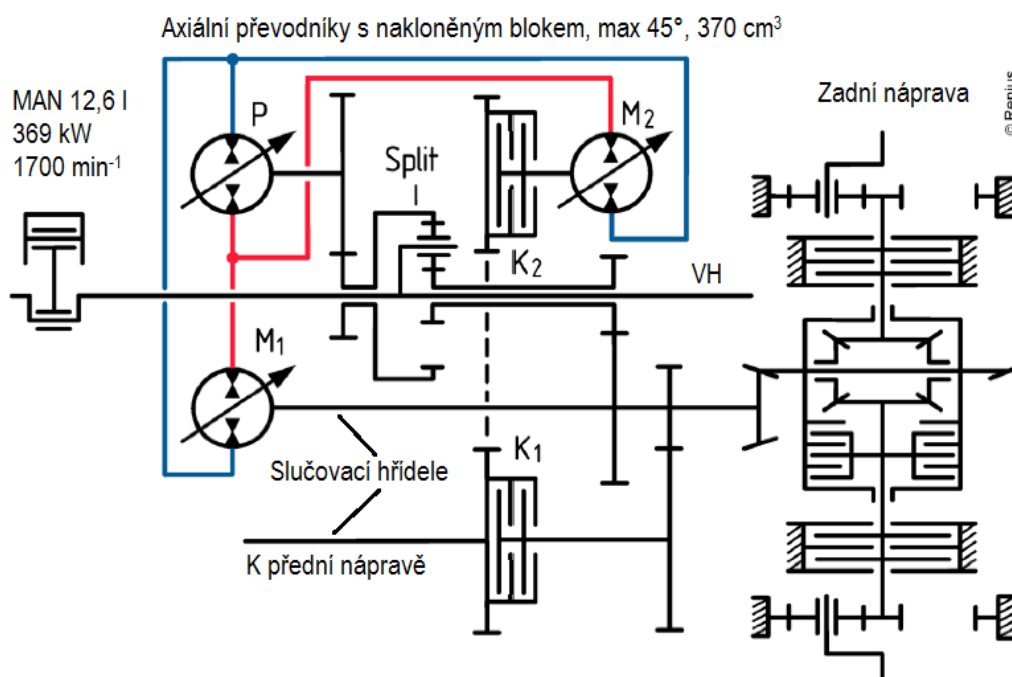 Axiální převodníky s nakloněným blokem, max 45°, 370 cm³
MAN 12,6 l
369 kW
1700 min⁻¹
P
M₂
Zadní náprava
© Renius
Split
K₂
VH
M₁
K₁
Slučovací hřídele
K přední nápravě